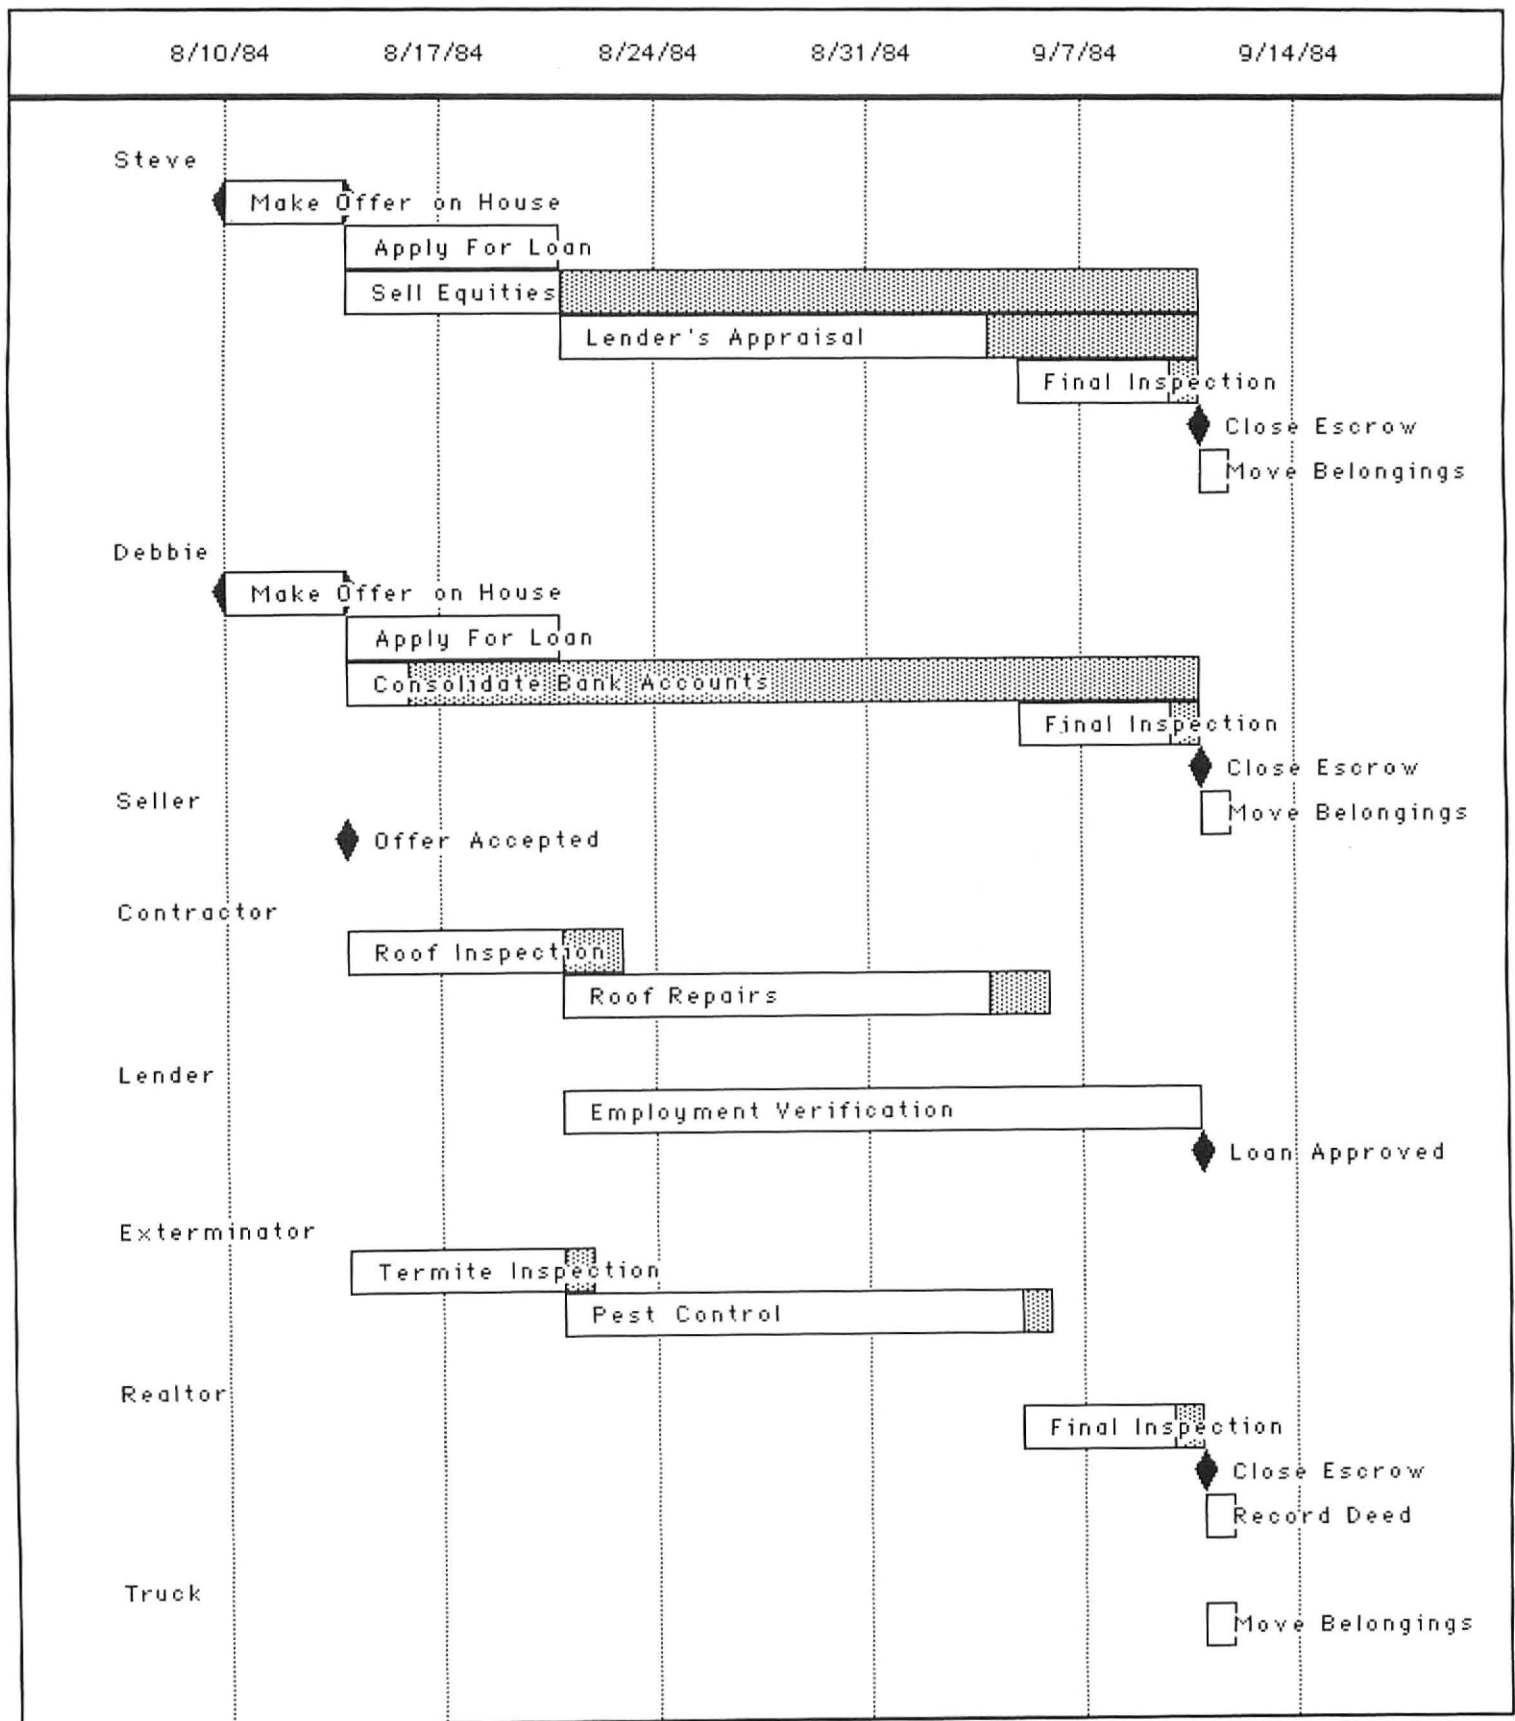 8/10/84 8/17/84 8/24/84 8/31/84 9/7/84 9/14/84
Steve
Make Offer on House
Apply For Loan
Sell Equities
Lender's Appraisal
Final Inspection
Close Escrow
Move Belongings
Debbie
Make Offer on House
Apply For Loan
Consolidate Bank Accounts
Final Inspection
Close Escrow
Seller
Move Belongings
Offer Accepted
Contractor
Roof Inspection
Roof Repairs
Lender
Employment Verification
Loan Approved
Exterminator
Termite Inspection
Pest Control
Realtor
Final Inspection
Close Escrow
Record Deed
Truck
Move Belongings